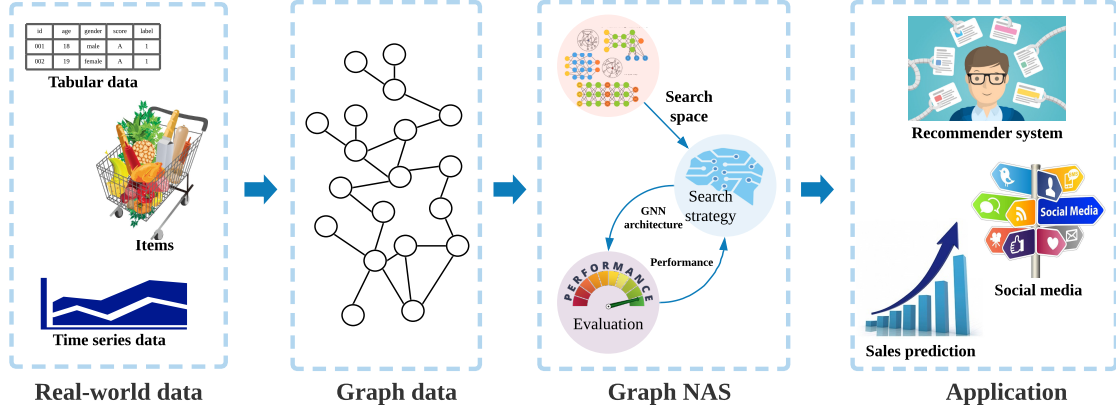 id age gender score label
001 18 male A 1
002 19 female A 1
Tabular data
Items
Time series data
Real-world data
Graph data
Search
space
Search
strategy
GNN
architecture
Performance
PERFORMANCE
Evaluation
Graph NAS
Recommender system
Social Media
Social media
Sales prediction
Application